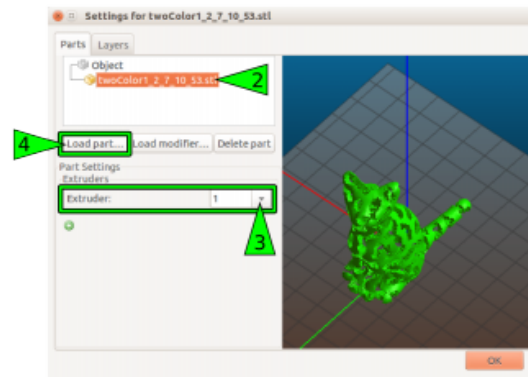 Settings for twoColor1_2_7_10_53.stl
Parts Layers
Object
twoColor1_2_7_10_53.stl 2
4 Load part... Load modifier... Delete part
Part Settings
Extruders
Extruder: 1
3
OK